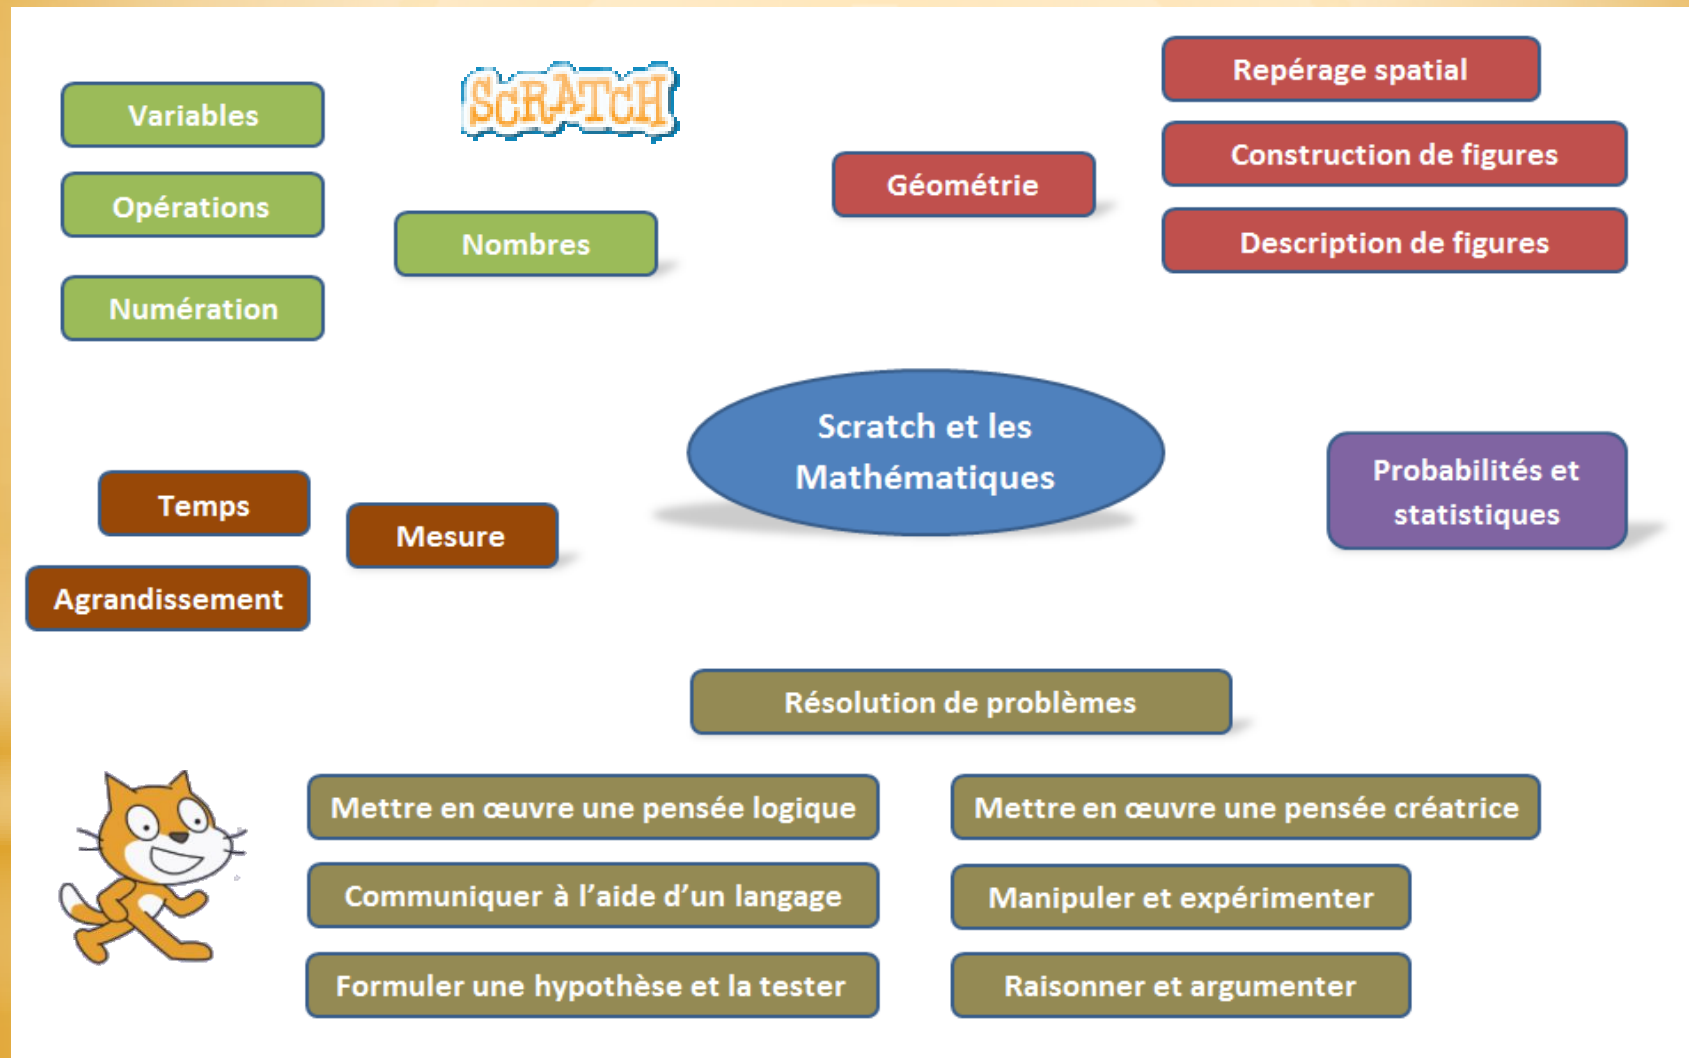 SCRATCH
Variables
Opérations
Numération
Nombres
Géométrie
Repérage spatial
Construction de figures
Description de figures
Scratch et les
Mathématiques
Probabilités et
statistiques
Temps
Agrandissement
Mesure
Résolution de problèmes
Mettre en œuvre une pensée logique
Mettre en œuvre une pensée créatrice
Communiquer à l’aide d’un langage
Manipuler et expérimenter
Formuler une hypothèse et la tester
Raisonner et argumenter